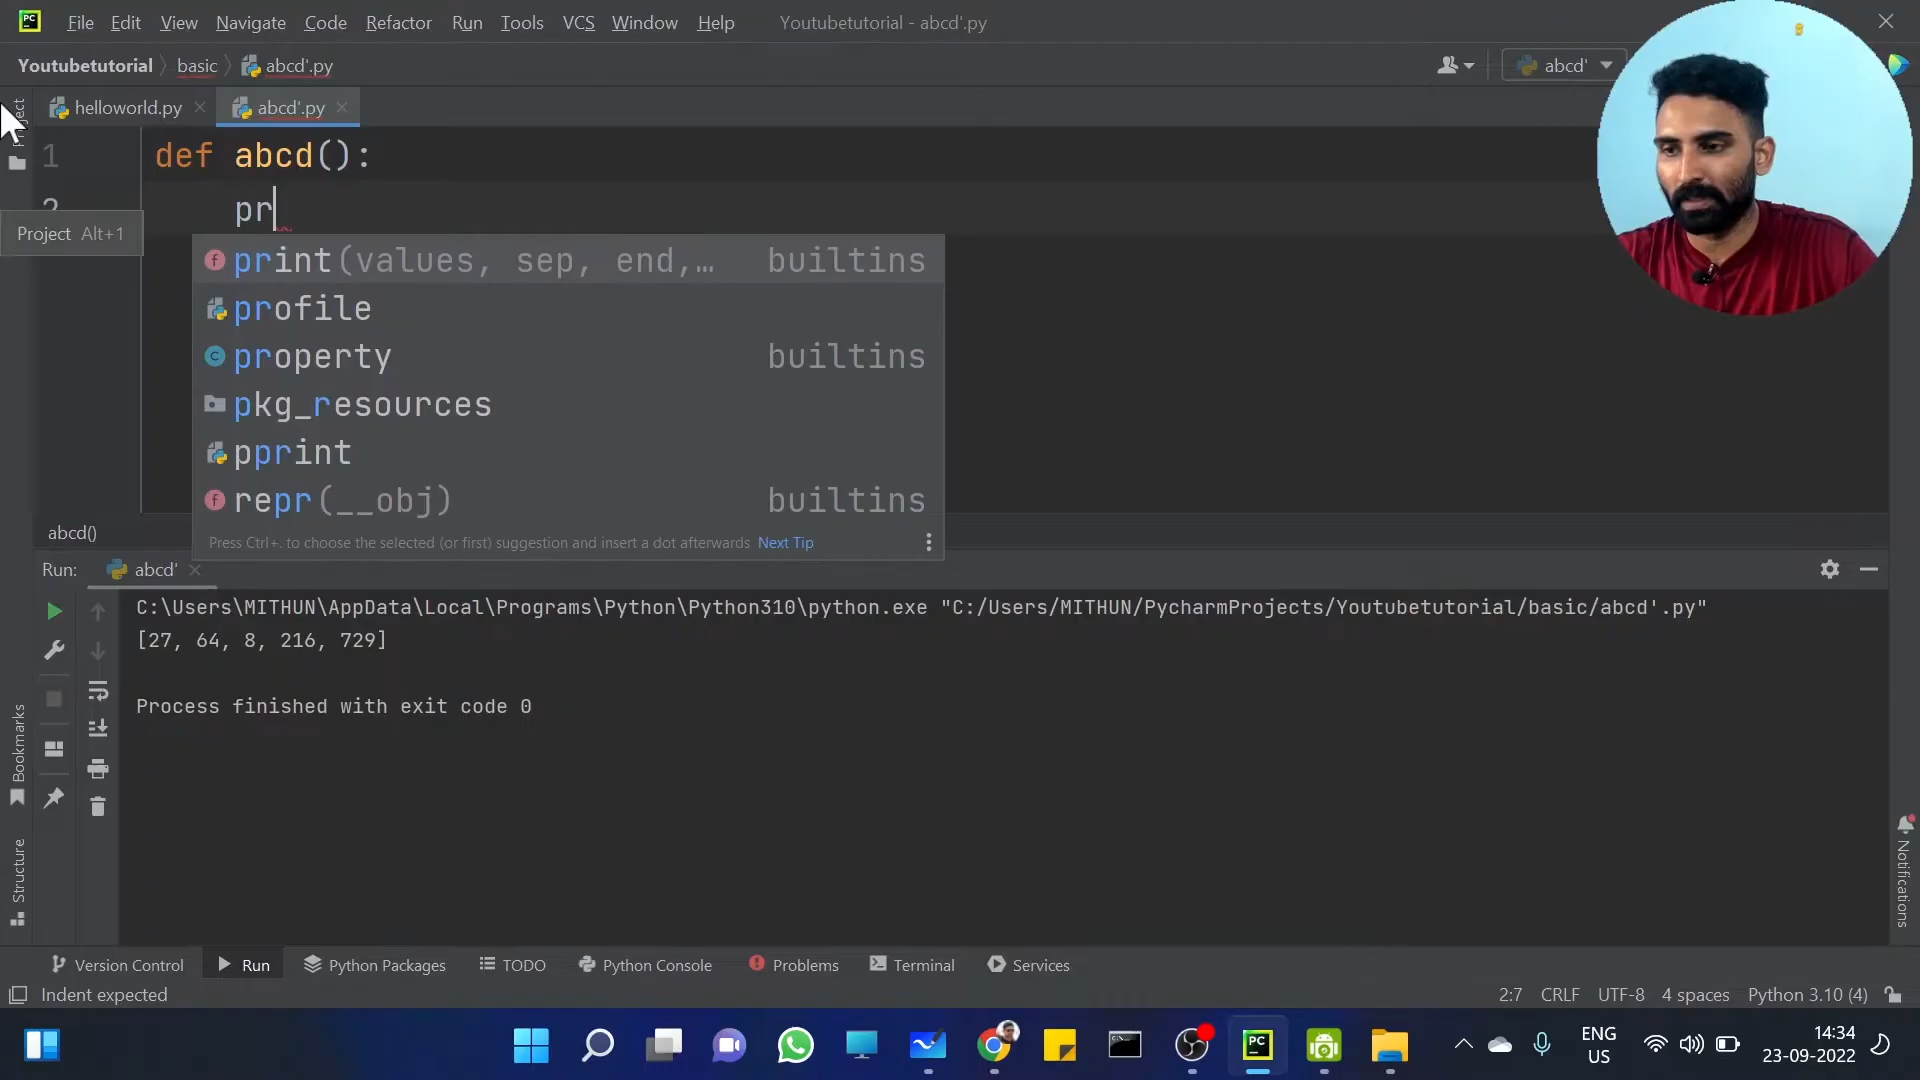 PC File Edit View Navigate Code Refactor Run Tools VCS Window Help Youtubetutorial - abcd'.py
Youtubetutorial basic abcd'.py abcd'
helloworld.py abcd'.py
Project
1 def abcd():
2 pr
Project Alt+1
print(values, sep, end,… builtins
profile
property builtins
pkg_resources
pprint
repr(__obj) builtins
Press Ctrl+. to choose the selected (or first) suggestion and insert a dot afterwards Next Tip
abcd()
Run: abcd'
C:\Users\MITHUN\AppData\Local\Programs\Python\Python310\python.exe "C:/Users/MITHUN/PycharmProjects/Youtubetutorial/basic/abcd'.py"
[27, 64, 8, 216, 729]
Process finished with exit code 0
Bookmarks
Structure
Notifications
Version Control Run Python Packages TODO Python Console Problems Terminal Services
Indent expected 2:7 CRLF UTF-8 4 spaces Python 3.10 (4)
PC
ENG
US
14:34
23-09-2022